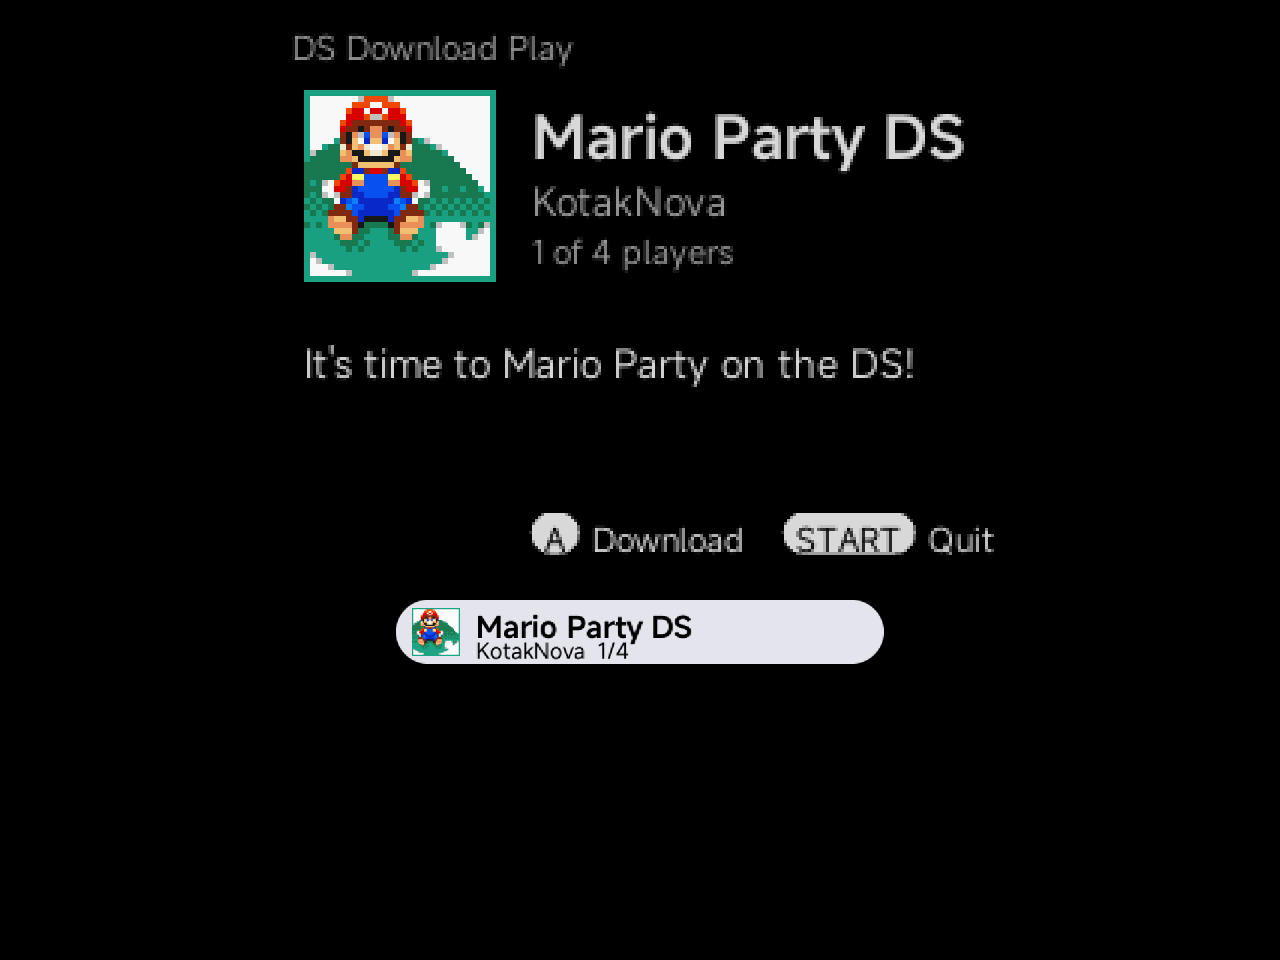 DS Download Play
Mario Party DS
KotakNova
1 of 4 players
It's time to Mario Party on the DS!
A Download START Quit
Mario Party DS
KotakNova 1/4